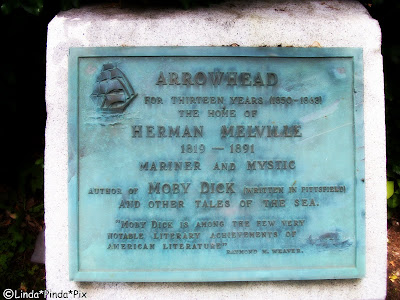 ARROWHEAD
FOR THIRTEEN YEARS (1850-1863)
THE HOME OF
HERMAN MELVILLE
1819 — 1891
MARINER AND MYSTIC
AUTHOR OF MOBY DICK (WRITTEN IN PITTSFIELD)
AND OTHER TALES OF THE SEA.
"MOBY DICK IS AMONG THE FEW VERY
NOTABLE LITERARY ACHIEVEMENTS OF
AMERICAN LITERATURE"
RAYMOND M. WEAVER.
©Linda*Pinda*Pix